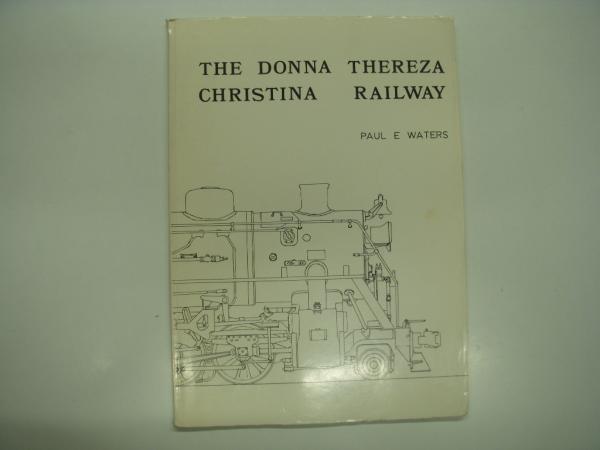 THE DONNA THEREZA
CHRISTINA RAILWAY
PAUL E WATERS